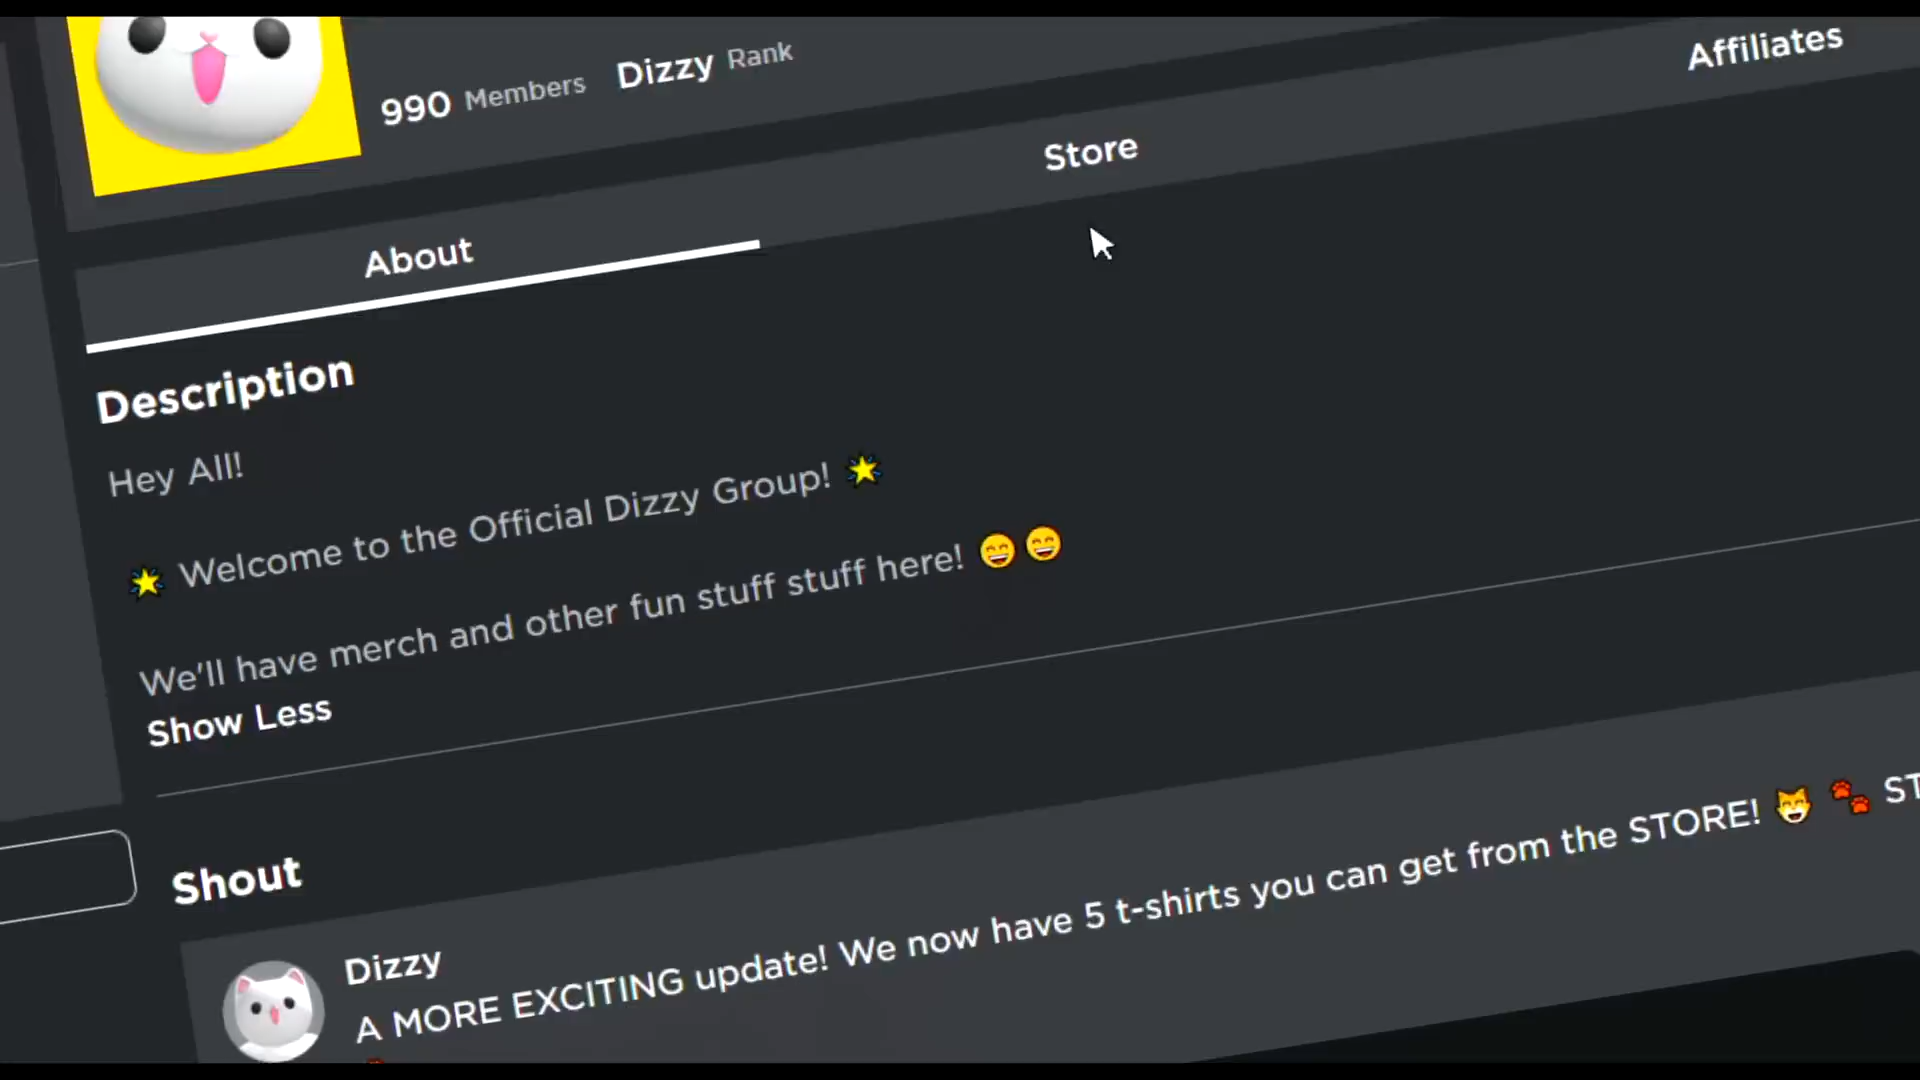 990 Members Dizzy Rank
About Store Affiliates
Description
Hey All!
🌟 Welcome to the Official Dizzy Group! 🌟
We'll have merch and other fun stuff stuff here! 😄😄
Show Less
Shout
Dizzy
A MORE EXCITING update! We now have 5 t-shirts you can get from the STORE! 😸 🐾 ST